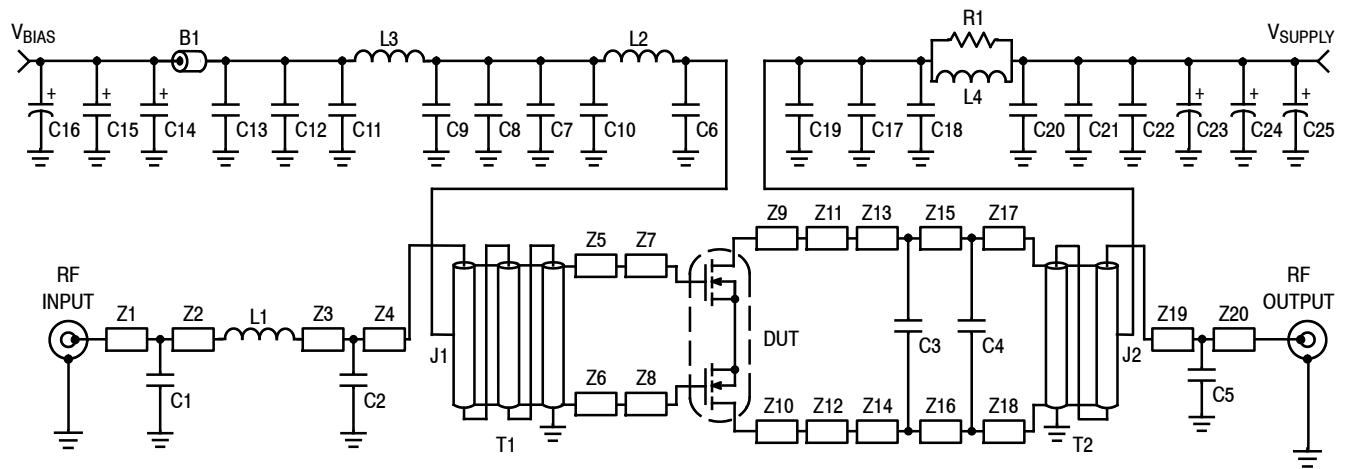 V_BIAS B1 L3 L2 R1 V_SUPPLY
L4
+ + + + + +
C16 C15 C14 C13 C12 C11 C9 C8 C7 C10 C6 C19 C17 C18 C20 C21 C22 C23 C24 C25
Z9 Z11 Z13 Z15 Z17
Z5 Z7
RF
INPUT
RF
OUTPUT
Z1 Z2 L1 Z3 Z4
J1
DUT
C3 C4
J2
Z19 Z20
C1 C2
Z6 Z8
C5
Z10 Z12 Z14 Z16 Z18
T1 T2